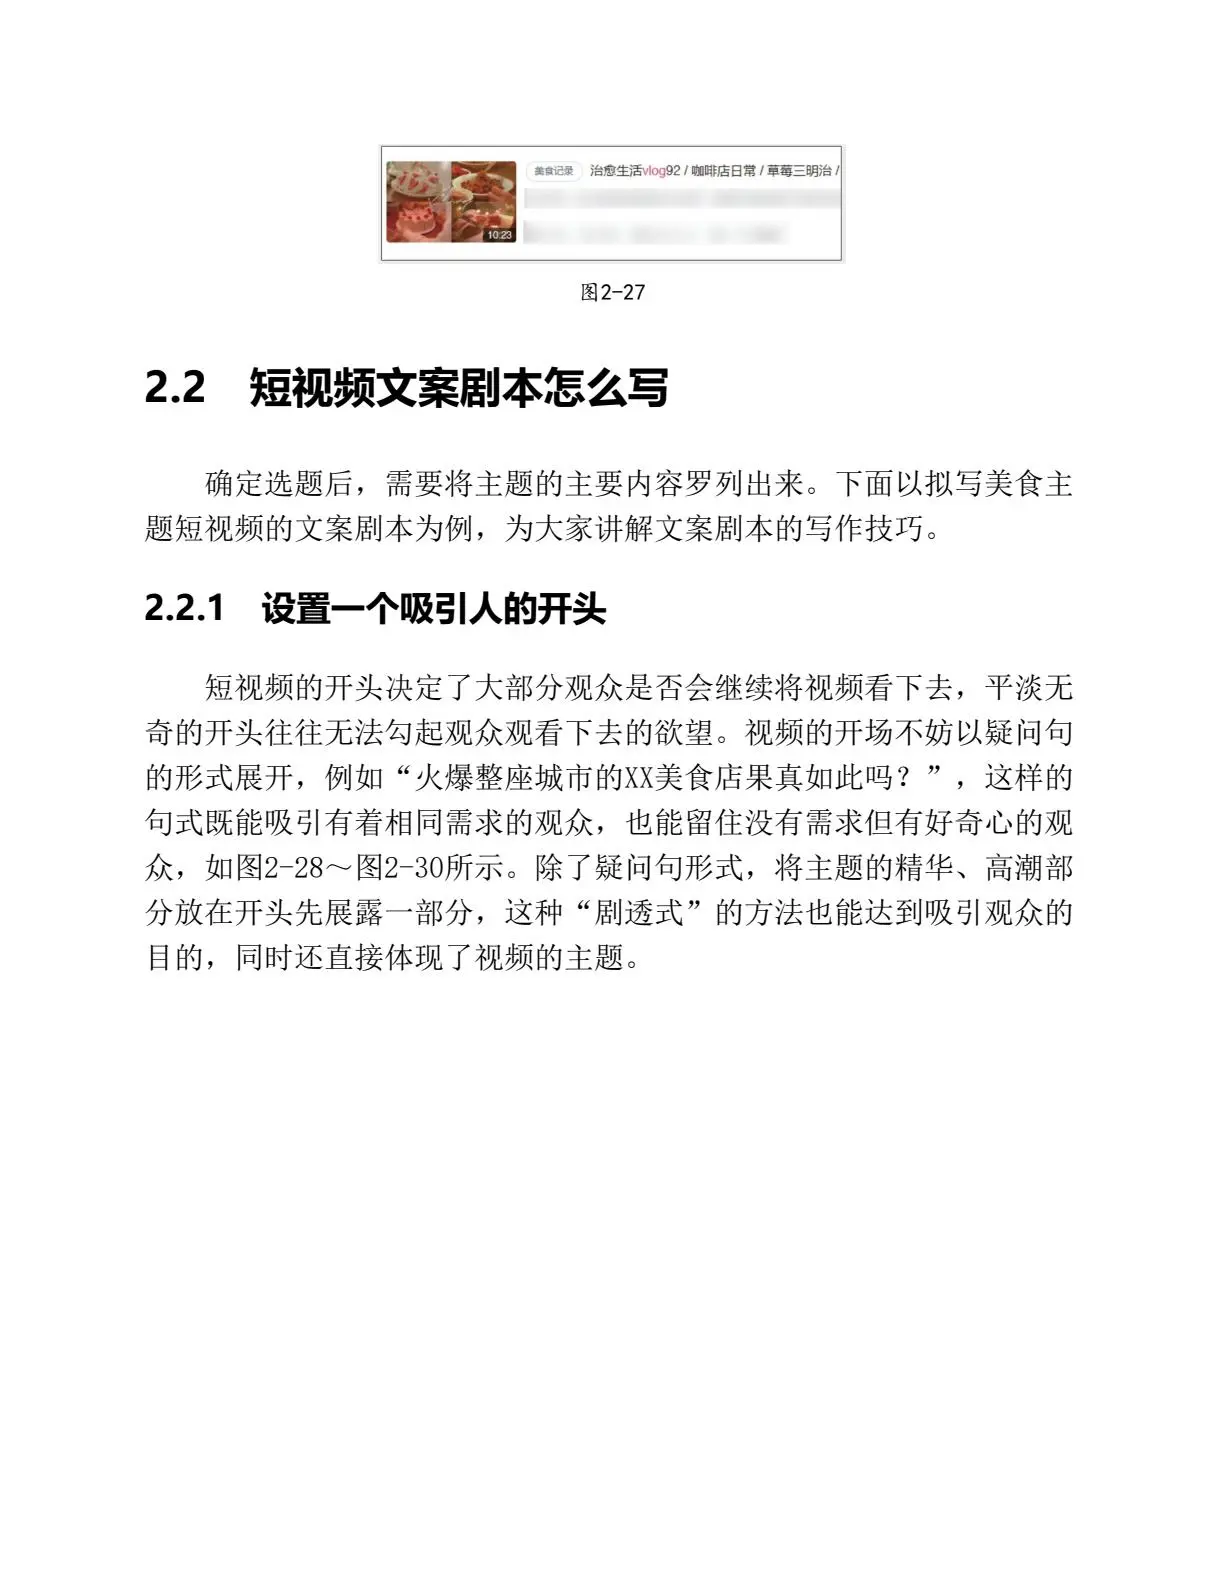 美食记录 治愈生活vlog92 / 咖啡店日常 / 草莓三明治 /
10:23
图2-27
2.2 短视频文案剧本怎么写
确定选题后，需要将主题的主要内容罗列出来。下面以拟写美食主
题短视频的文案剧本为例，为大家讲解文案剧本的写作技巧。
2.2.1 设置一个吸引人的开头
短视频的开头决定了大部分观众是否会继续将视频看下去，平淡无
奇的开头往往无法勾起观众观看下去的欲望。视频的开场不妨以疑问句
的形式展开，例如“火爆整座城市的XX美食店果真如此吗？”，这样的
句式既能吸引有着相同需求的观众，也能留住没有需求但有好奇心的观
众，如图2-28～图2-30所示。除了疑问句形式，将主题的精华、高潮部
分放在开头先展露一部分，这种“剧透式”的方法也能达到吸引观众的
目的，同时还直接体现了视频的主题。